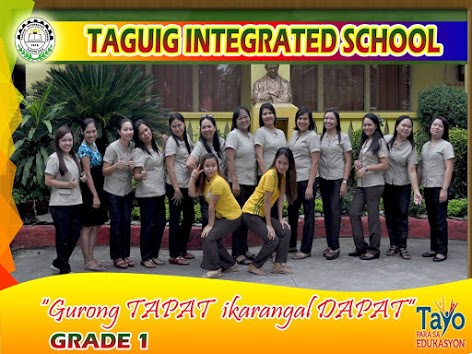 TAGUIG INTEGRATED SCHOOL
"Gurong TAPAT ikarangal DAPAT"
GRADE 1
Tayo
PARA SA
EDUKASYON